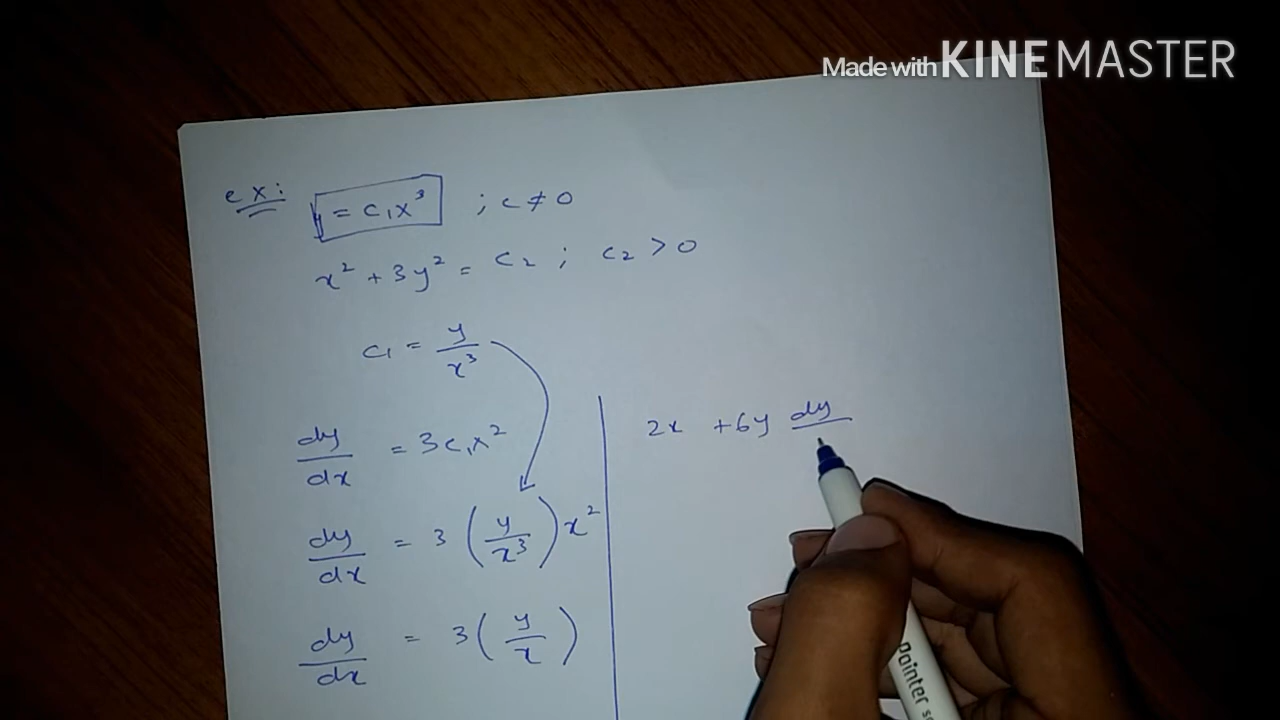 Made with KINEMASTER
ex: y = c₁x³ ; c ≠ 0
x² + 3y² = c₂ ; c₂ > 0
c₁ = y/x³
dy/dx = 3c₁x²
dy/dx = 3(y/x³)x²
dy/dx = 3(y/x)
2x + 6y dy
Pointer